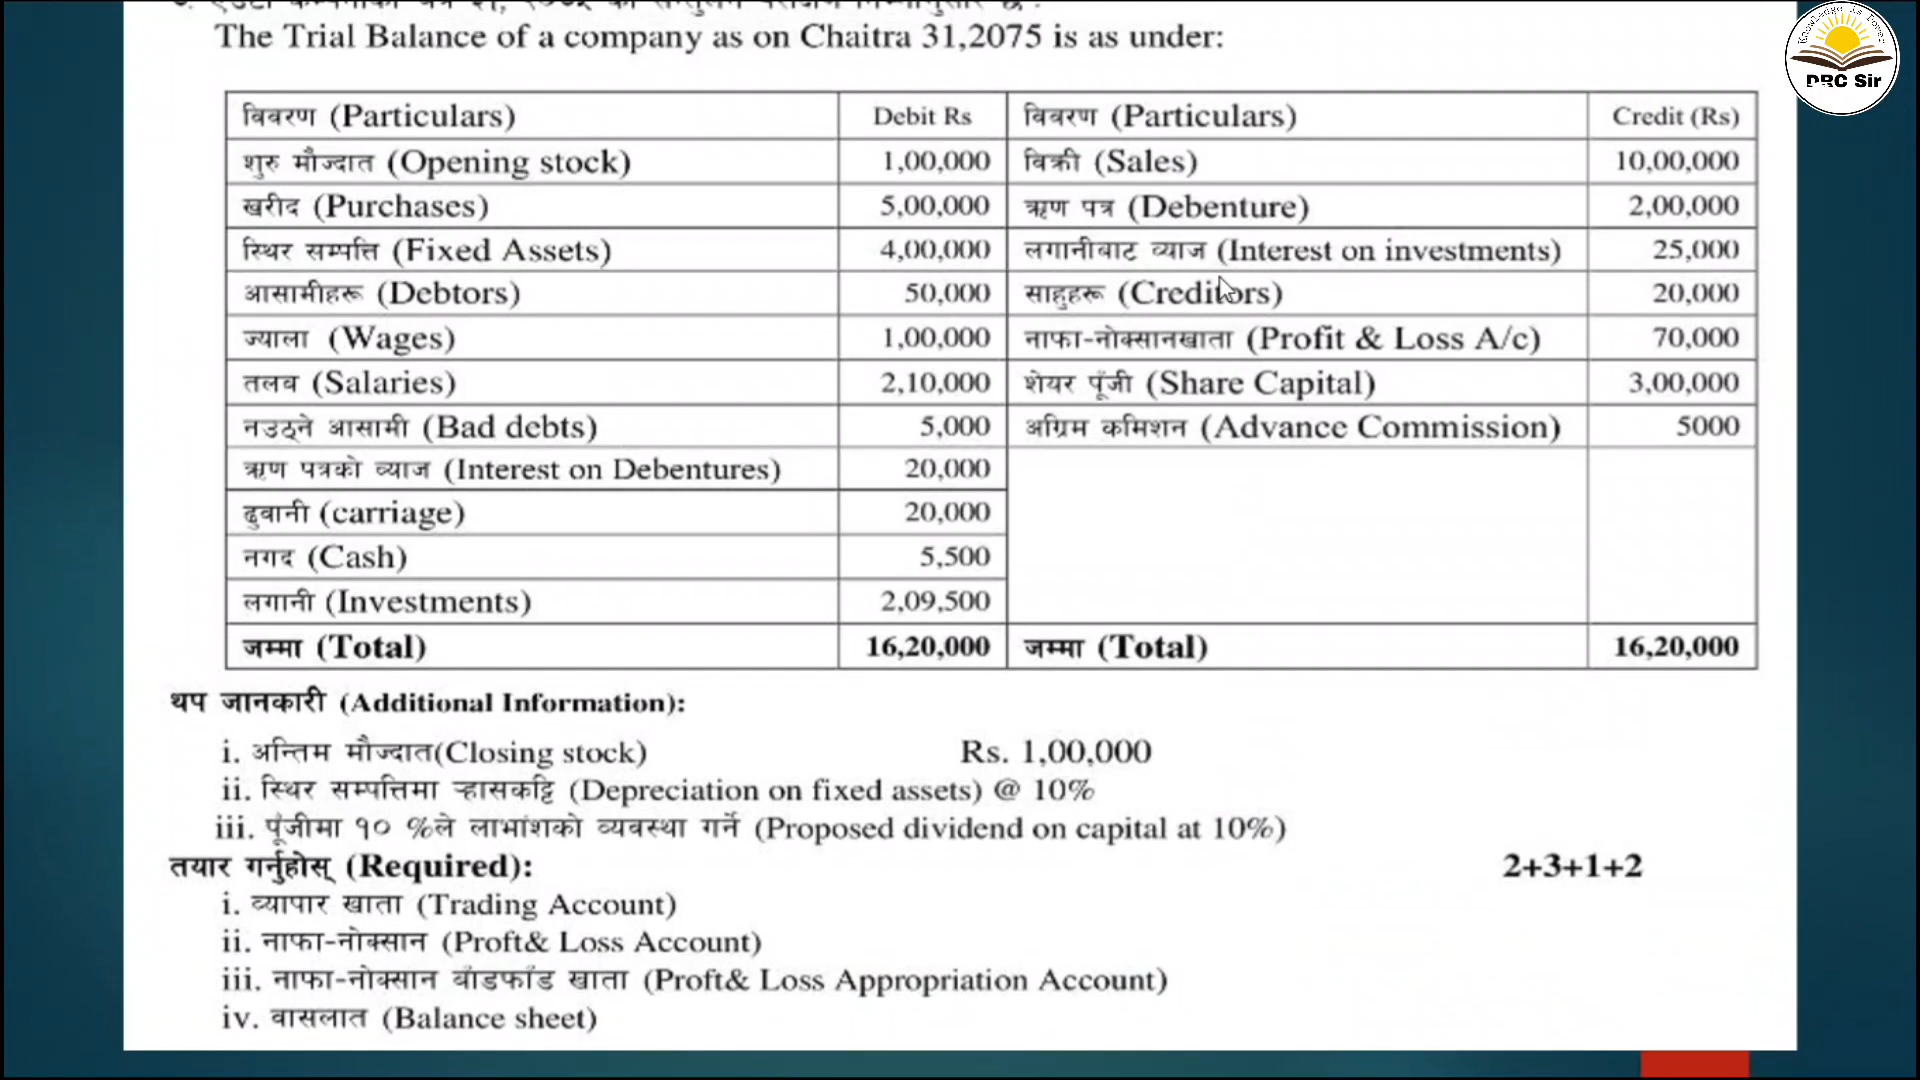 The Trial Balance of a company as on Chaitra 31,2075 is as under:
Knowledge is Power
DRC Sir
विवरण (Particulars) Debit Rs विवरण (Particulars) Credit (Rs)
शुरु मौज्दात (Opening stock) 1,00,000 विक्री (Sales) 10,00,000
खरीद (Purchases) 5,00,000 ऋण पत्र (Debenture) 2,00,000
स्थिर सम्पत्ति (Fixed Assets) 4,00,000 लगानीबाट व्याज (Interest on investments) 25,000
आसामीहरू (Debtors) 50,000 साहुहरू (Creditors) 20,000
ज्याला (Wages) 1,00,000 नाफा-नोक्सानखाता (Profit & Loss A/c) 70,000
तलब (Salaries) 2,10,000 शेयर पूँजी (Share Capital) 3,00,000
नउठ्ने आसामी (Bad debts) 5,000 अग्रिम कमिशन (Advance Commission) 5000
ऋण पत्रको व्याज (Interest on Debentures) 20,000
ढुवानी (carriage) 20,000
नगद (Cash) 5,500
लगानी (Investments) 2,09,500
जम्मा (Total) 16,20,000 जम्मा (Total) 16,20,000
थप जानकारी (Additional Information):
i. अन्तिम मौज्दात(Closing stock) Rs. 1,00,000
ii. स्थिर सम्पत्तिमा ऱ्हासकट्टि (Depreciation on fixed assets) @ 10%
iii. पूँजीमा १० %ले लाभांशको व्यवस्था गर्ने (Proposed dividend on capital at 10%)
तयार गर्नुहोस् (Required): 2+3+1+2
i. व्यापार खाता (Trading Account)
ii. नाफा-नोक्सान (Proft& Loss Account)
iii. नाफा-नोक्सान बाँडफाँड खाता (Proft& Loss Appropriation Account)
iv. वासलात (Balance sheet)